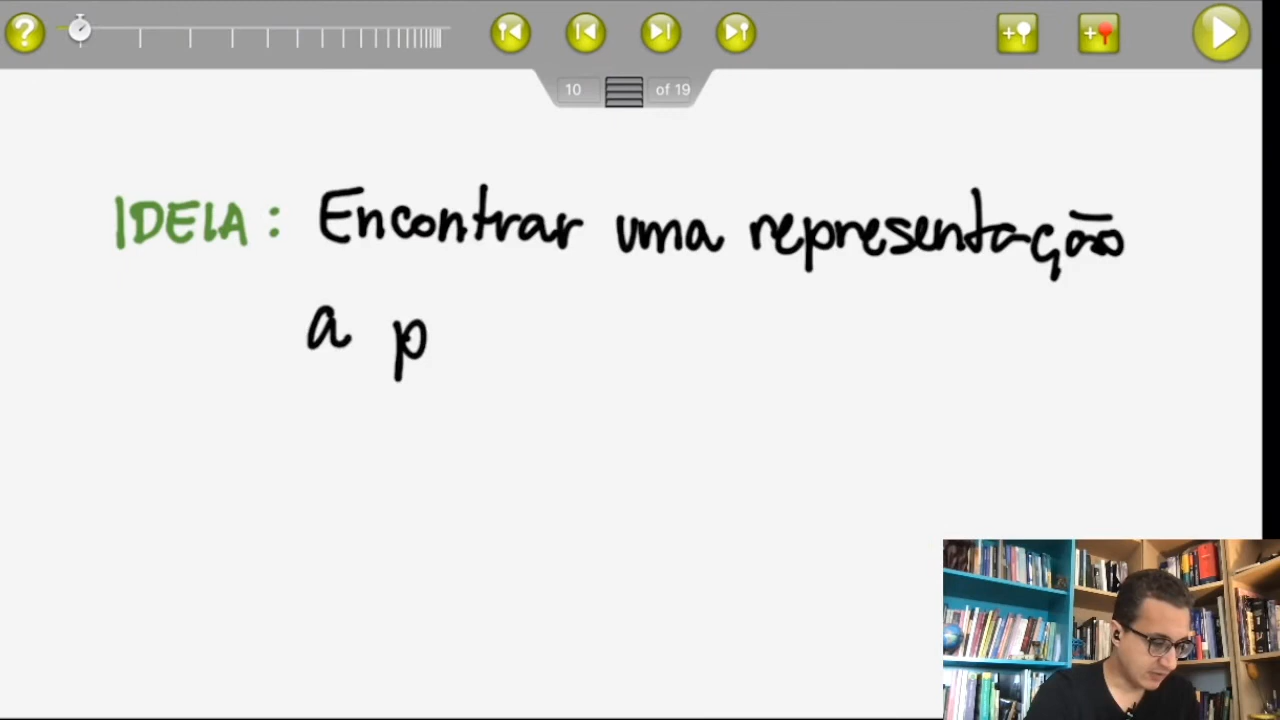 10 of 19
IDEIA: Encontrar uma representação
a p